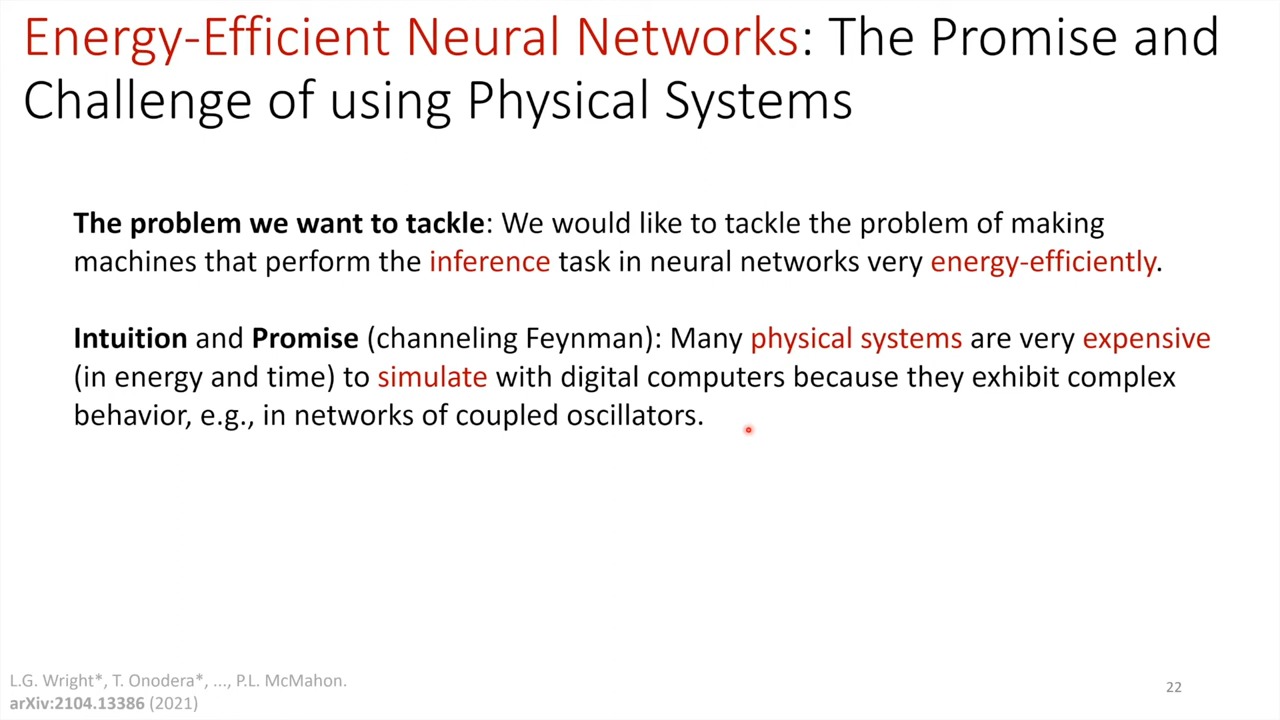 Energy-Efficient Neural Networks: The Promise and
Challenge of using Physical Systems
The problem we want to tackle: We would like to tackle the problem of making
machines that perform the inference task in neural networks very energy-efficiently.
Intuition and Promise (channeling Feynman): Many physical systems are very expensive
(in energy and time) to simulate with digital computers because they exhibit complex
behavior, e.g., in networks of coupled oscillators.
L.G. Wright*, T. Onodera*, ..., P.L. McMahon.
arXiv:2104.13386 (2021)
22